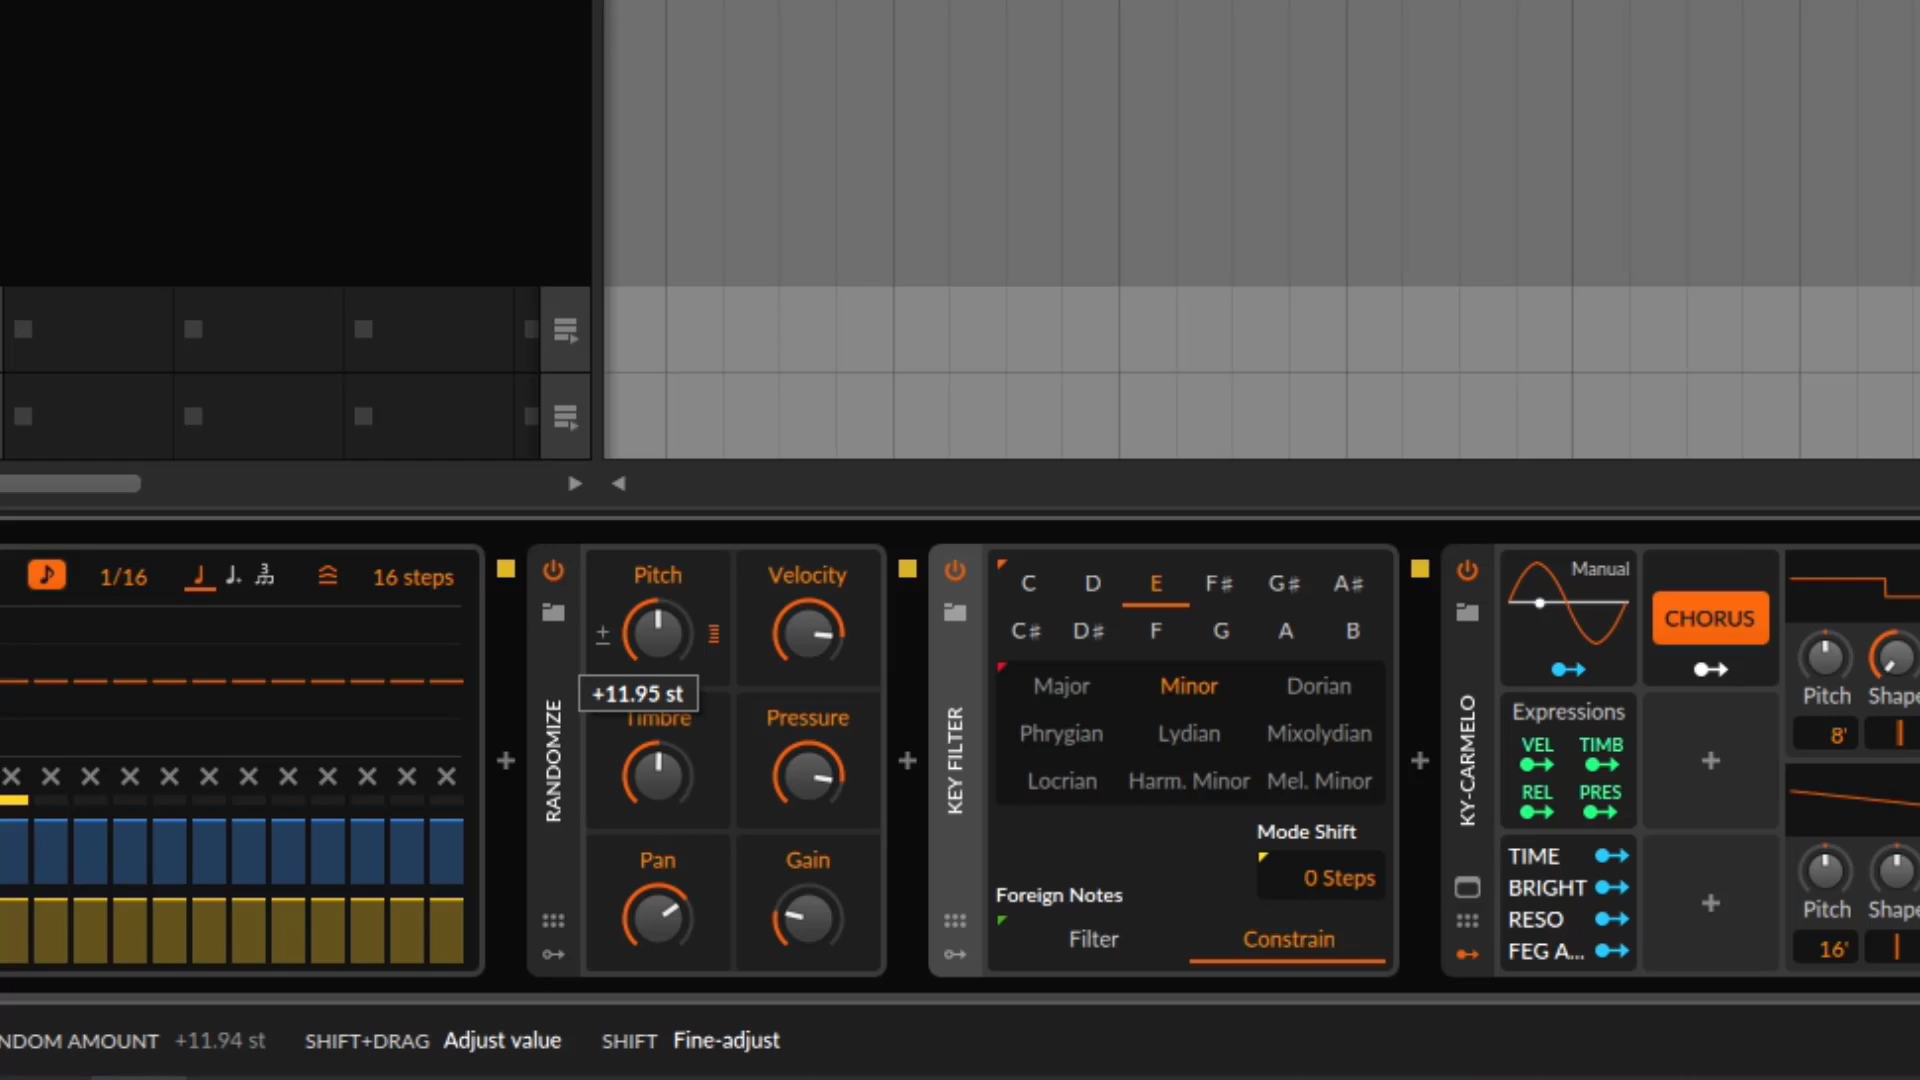 1/16 3 16 steps
RANDOMIZE
Pitch Velocity
±
+11.95 st
Timbre Pressure
Pan Gain
KEY FILTER
C D E F♯ G♯ A♯
C♯ D♯ F G A B
Major Minor Dorian
Phrygian Lydian Mixolydian
Locrian Harm. Minor Mel. Minor
Mode Shift
0 Steps
Foreign Notes
Filter Constrain
KY-CARMELO
Manual
CHORUS
Expressions
VEL TIMB
REL PRES
TIME
BRIGHT
RESO
FEG A...
Pitch Shape
8'
Pitch Shape
16'
NDOM AMOUNT +11.94 st SHIFT+DRAG Adjust value SHIFT Fine-adjust